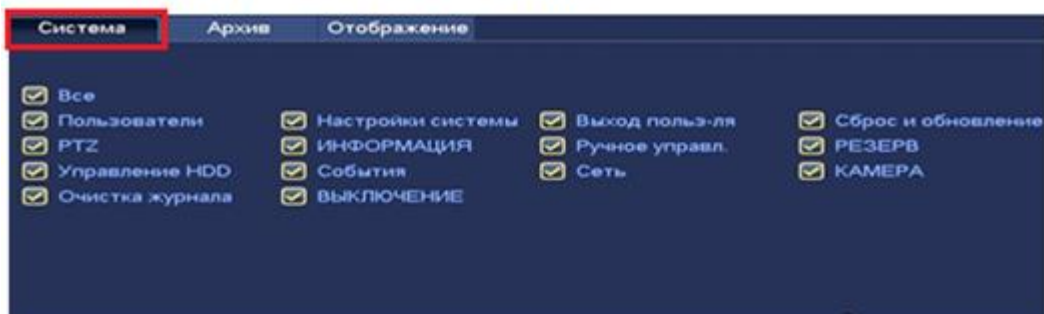 Система Архив Отображение
Все
Пользователи Настройки системы Выход польз-ля Сброс и обновление
PTZ ИНФОРМАЦИЯ Ручное управл. РЕЗЕРВ
Управление HDD События Сеть КАМЕРА
Очистка журнала ВЫКЛЮЧЕНИЕ